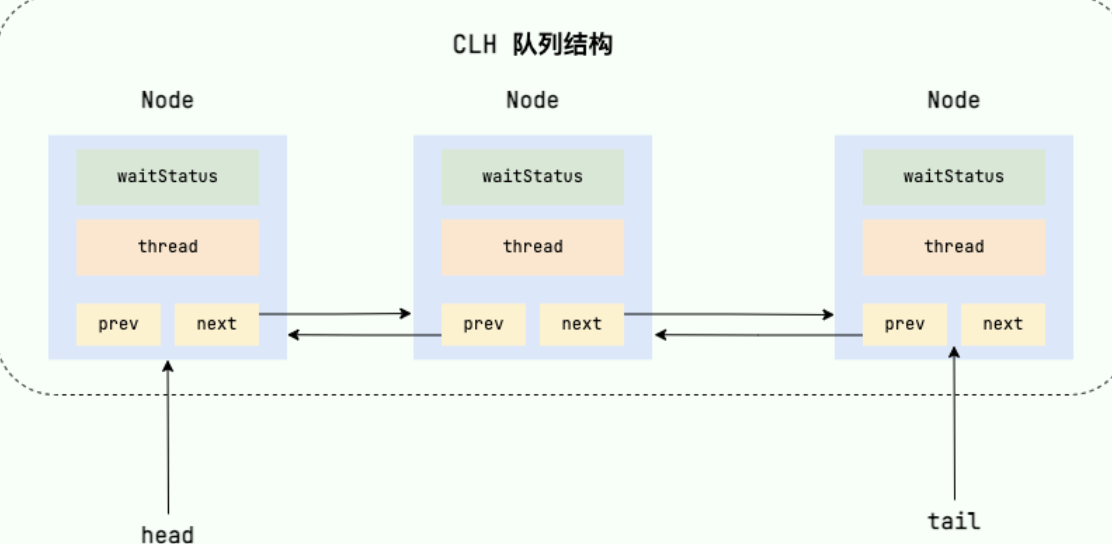 CLH 队列结构
Node Node Node
waitStatus waitStatus waitStatus
thread thread thread
prev next prev next prev next
head tail